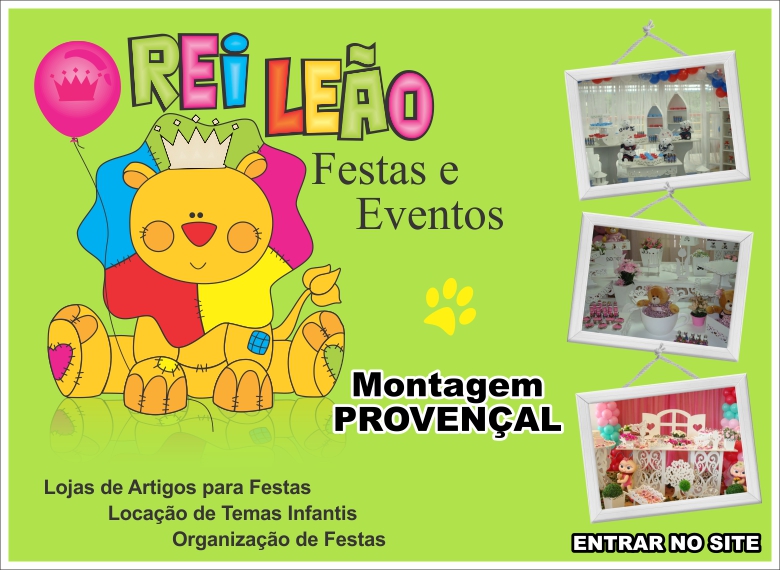 REI LEÃO
Festas e
Eventos
Montagem
PROVENÇAL
Lojas de Artigos para Festas
Locação de Temas Infantis
Organização de Festas
ENTRAR NO SITE